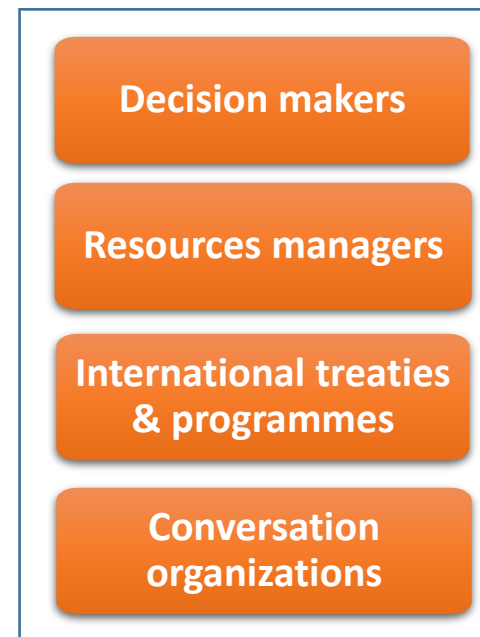 Decision makers
Resources managers
International treaties
& programmes
Conversation
organizations